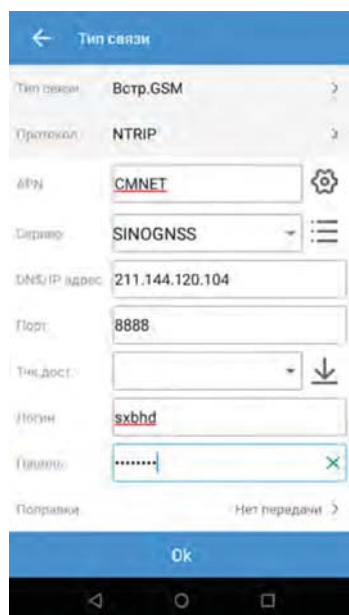 Тип связи
Тип связи Встр.GSM
Протокол NTRIP
APN CMNET
Сервер SINOGNSS
DNS/IP адрес 211.144.120.104
Порт 8888
Тчк.дост.
Логин sxbhd
Пароль ••••••••
Поправки Нет передачи
Ok